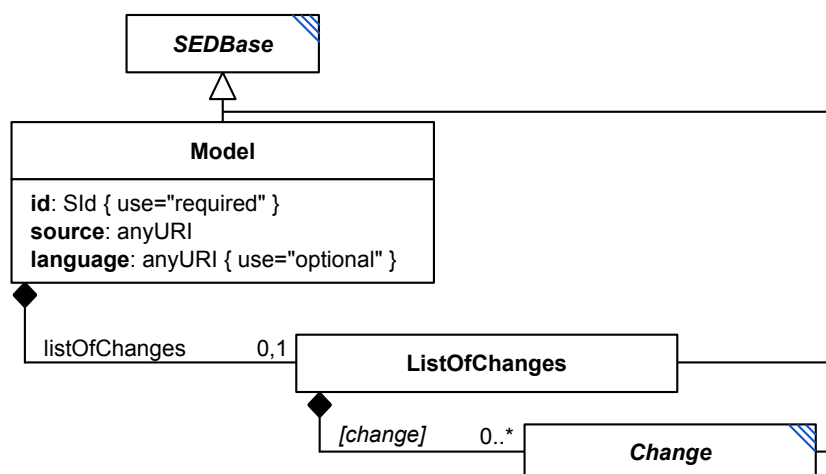 SEDBase
Model
id: SId { use="required" }
source: anyURI
language: anyURI { use="optional" }
listOfChanges 0,1
ListOfChanges
[change] 0..*
Change